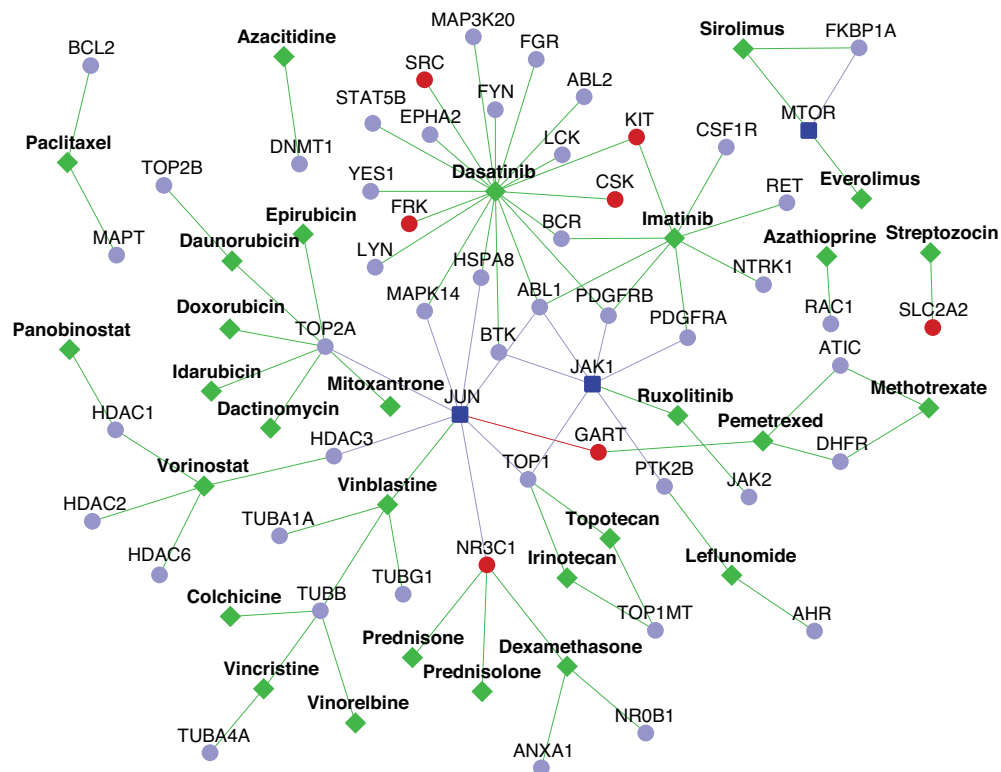 MAP3K20
Sirolimus
FKBP1A
BCL2
Azacitidine
FGR
SRC
ABL2
FYN
MTOR
STAT5B
EPHA2
KIT
CSF1R
Paclitaxel
DNMT1
LCK
TOP2B
YES1
Dasatinib
CSK
RET
Everolimus
FRK
Epirubicin
BCR
Imatinib
MAPT
Daunorubicin
LYN
HSPA8
Azathioprine
Streptozocin
NTRK1
Doxorubicin
MAPK14
ABL1
PDGFRB
PDGFRA
RAC1
SLC2A2
Panobinostat
TOP2A
BTK
ATIC
Idarubicin
Mitoxantrone
JUN
JAK1
Ruxolitinib
Methotrexate
HDAC1
Dactinomycin
GART
Pemetrexed
HDAC3
DHFR
Vorinostat
TOP1
PTK2B
JAK2
HDAC2
Vinblastine
TUBA1A
Topotecan
HDAC6
NR3C1
Irinotecan
Leflunomide
TUBG1
Colchicine
TUBB
TOP1MT
AHR
Prednisone
Dexamethasone
Vincristine
Prednisolone
Vinorelbine
NR0B1
TUBA4A
ANXA1